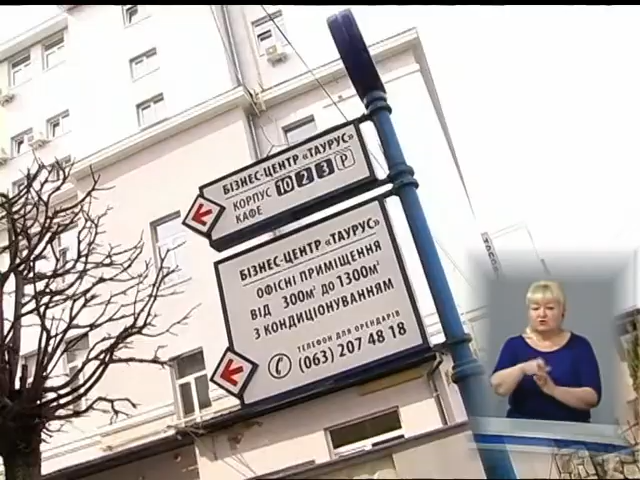 БІЗНЕС-ЦЕНТР «ТАУРУС»
КОРПУС 10 2 3 P
КАФЕ
БІЗНЕС-ЦЕНТР «ТАУРУС»
ОФІСНІ ПРИМІЩЕННЯ
ВІД 300м² ДО 1300м²
З КОНДИЦІОНУВАННЯМ
ТЕЛЕФОН ДЛЯ ОРЕНДАРІВ
(063) 207 48 18